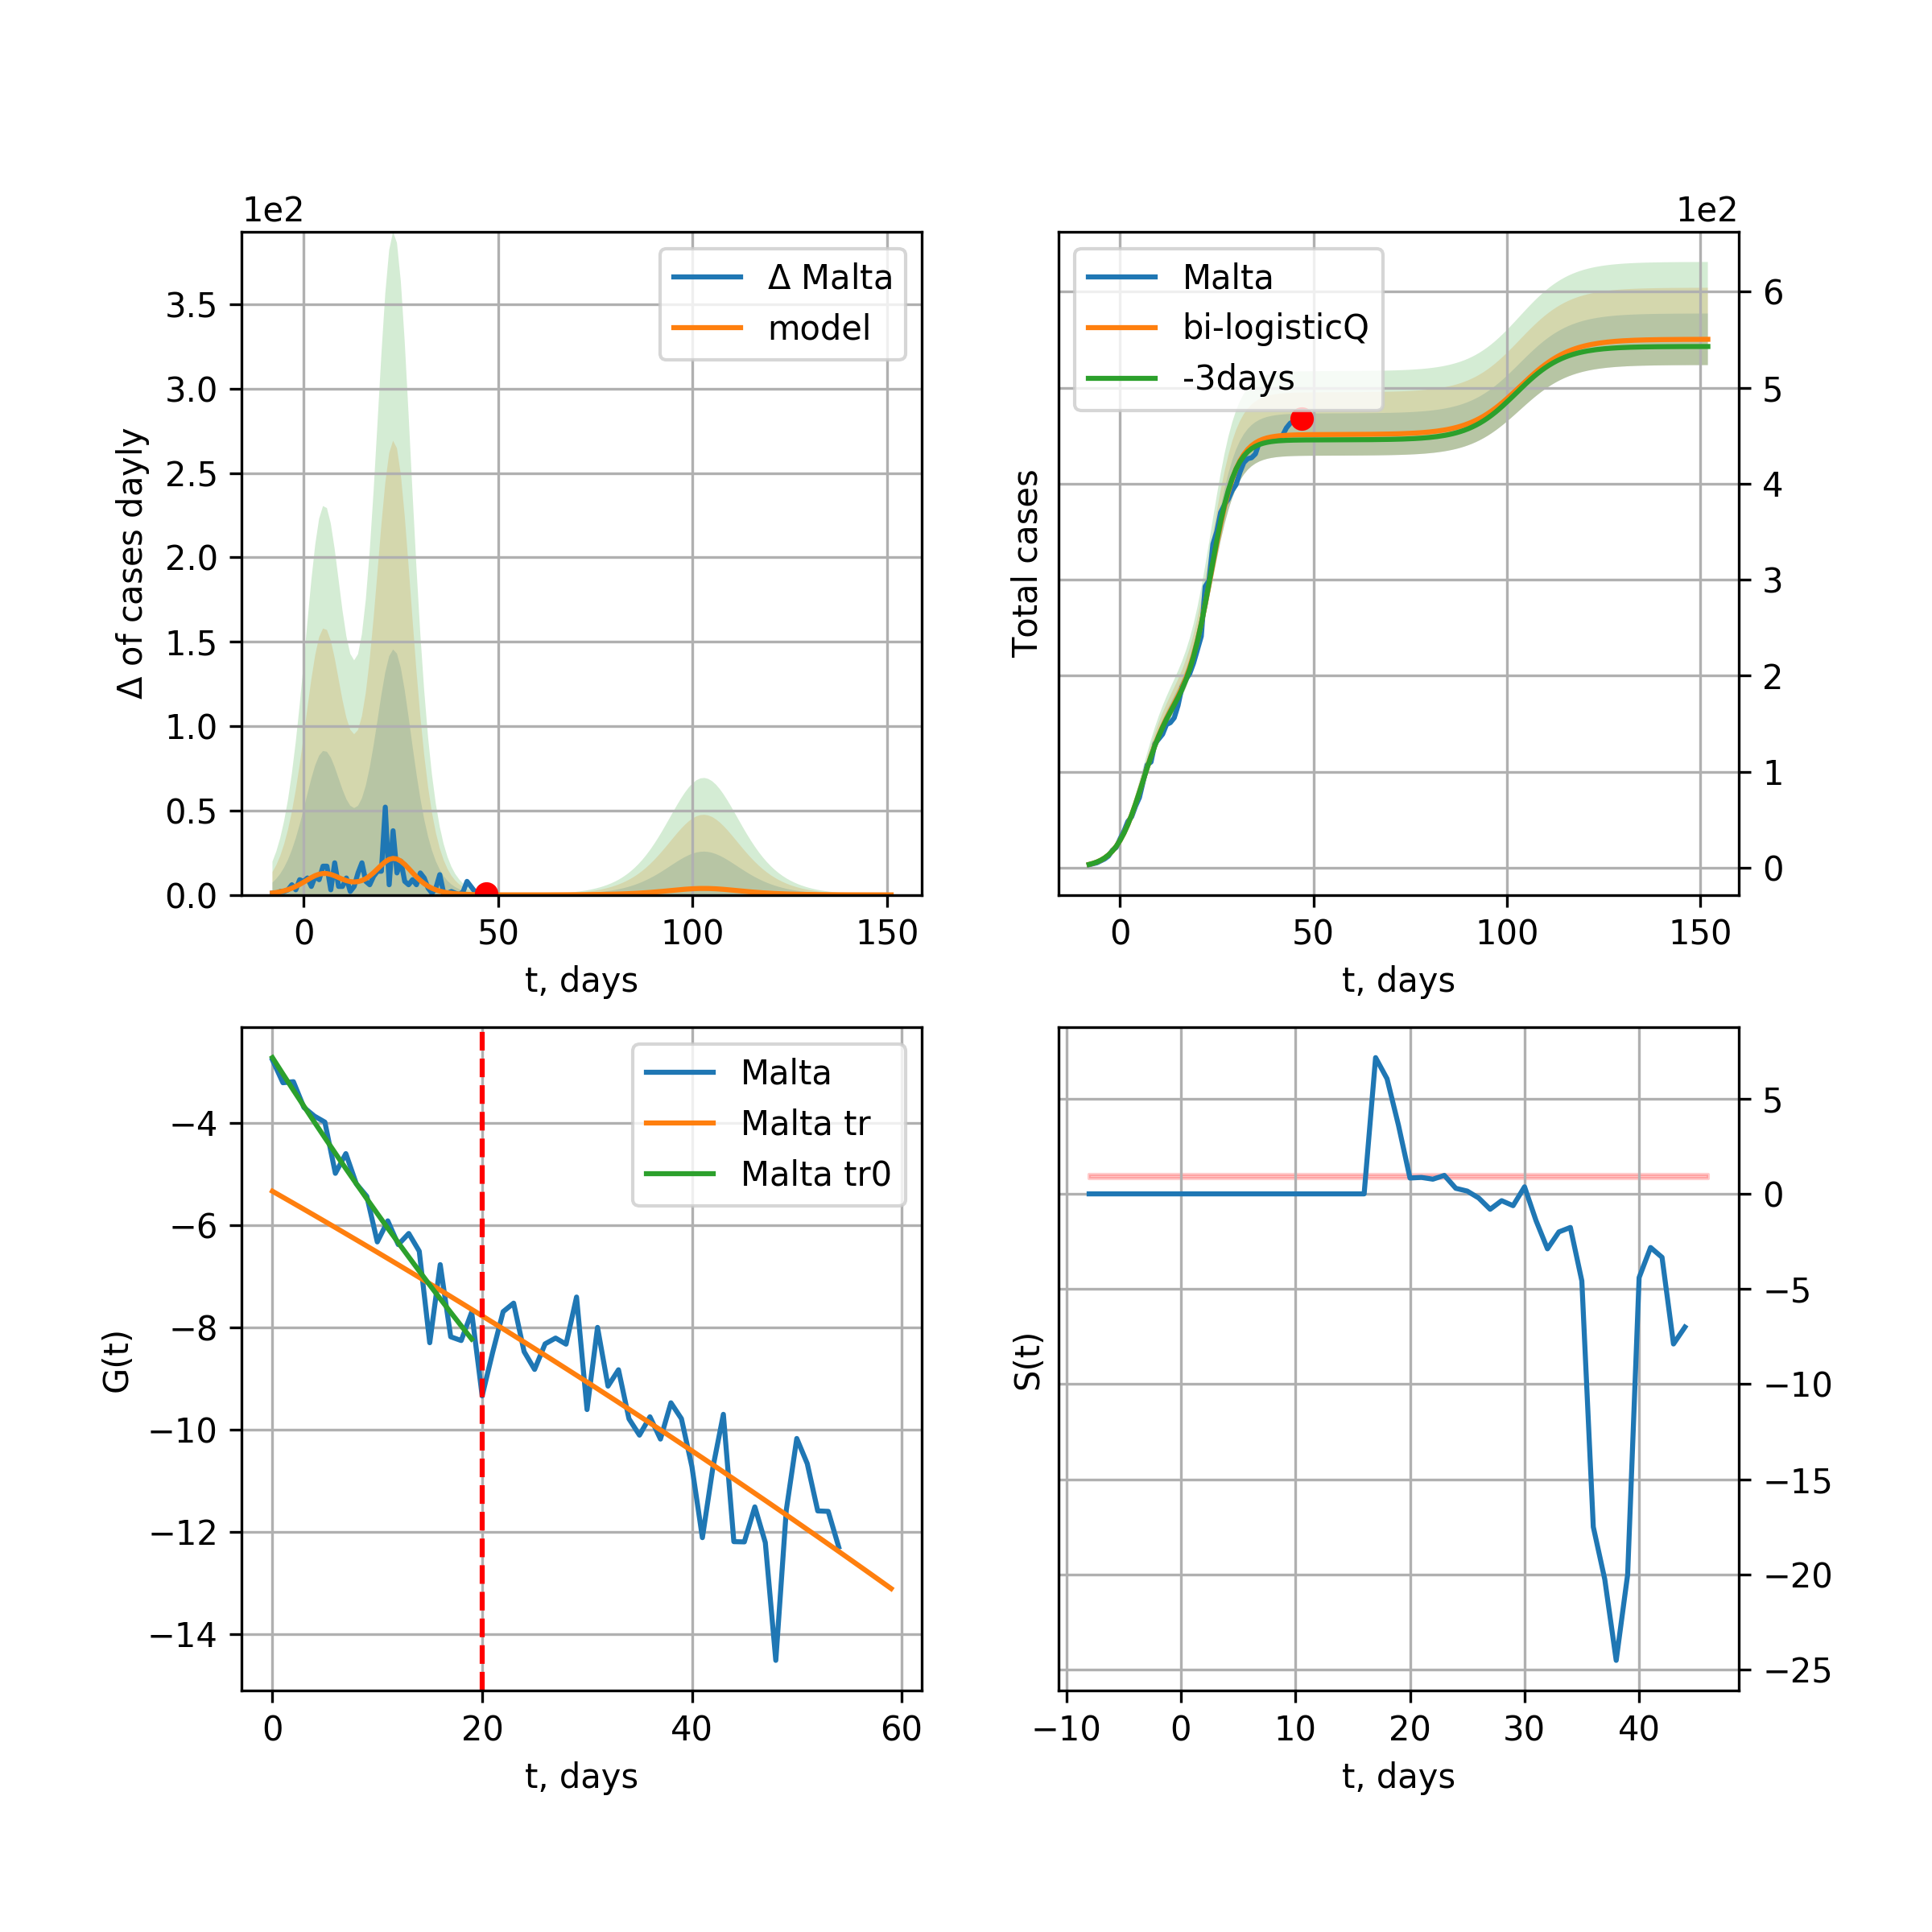 1e2
Δ of cases dayly
3.5
3.0
2.5
2.0
1.5
1.0
0.5
0.0
0 50 100 150
t, days
Δ Malta
model
1e2
Total cases
6
5
4
3
2
1
0
0 50 100 150
t, days
Malta
bi-logisticQ
-3days
G(t)
−4
−6
−8
−10
−12
−14
0 20 40 60
t, days
Malta
Malta tr
Malta tr0
S(t)
5
0
−5
−10
−15
−20
−25
−10 0 10 20 30 40
t, days